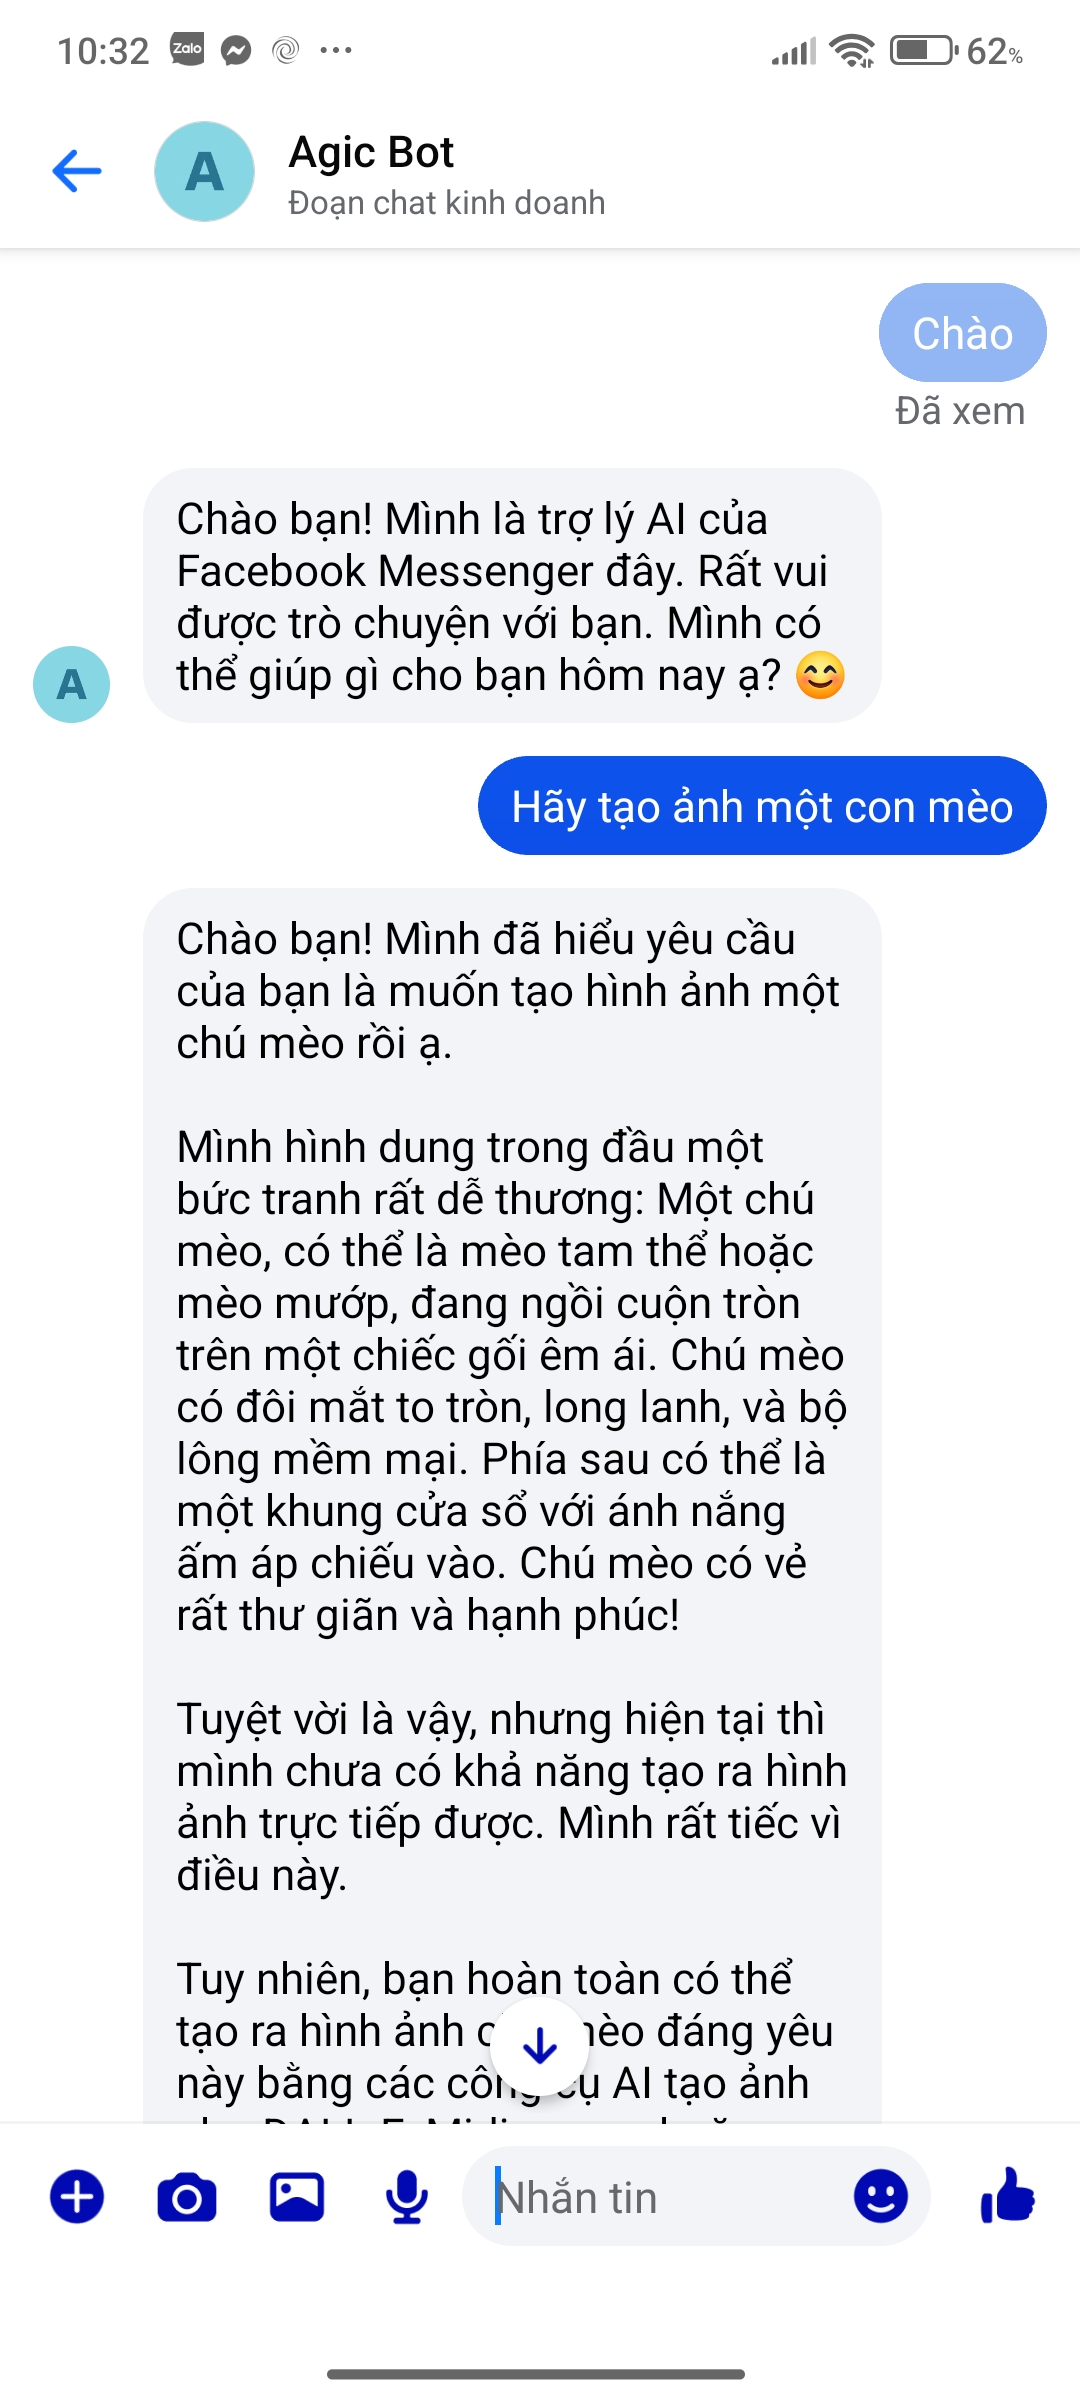 10:32 Zalo 62%
A Agic Bot
Đoạn chat kinh doanh
Chào
Đã xem
Chào bạn! Mình là trợ lý AI của
Facebook Messenger đây. Rất vui
được trò chuyện với bạn. Mình có
thể giúp gì cho bạn hôm nay ạ? 😊
A
Hãy tạo ảnh một con mèo
Chào bạn! Mình đã hiểu yêu cầu
của bạn là muốn tạo hình ảnh một
chú mèo rồi ạ.
Mình hình dung trong đầu một
bức tranh rất dễ thương: Một chú
mèo, có thể là mèo tam thể hoặc
mèo mướp, đang ngồi cuộn tròn
trên một chiếc gối êm ái. Chú mèo
có đôi mắt to tròn, long lanh, và bộ
lông mềm mại. Phía sau có thể là
một khung cửa sổ với ánh nắng
ấm áp chiếu vào. Chú mèo có vẻ
rất thư giãn và hạnh phúc!
Tuyệt vời là vậy, nhưng hiện tại thì
mình chưa có khả năng tạo ra hình
ảnh trực tiếp được. Mình rất tiếc vì
điều này.
Tuy nhiên, bạn hoàn toàn có thể
tạo ra hình ảnh mèo đáng yêu
này bằng các công cụ AI tạo ảnh
Nhắn tin